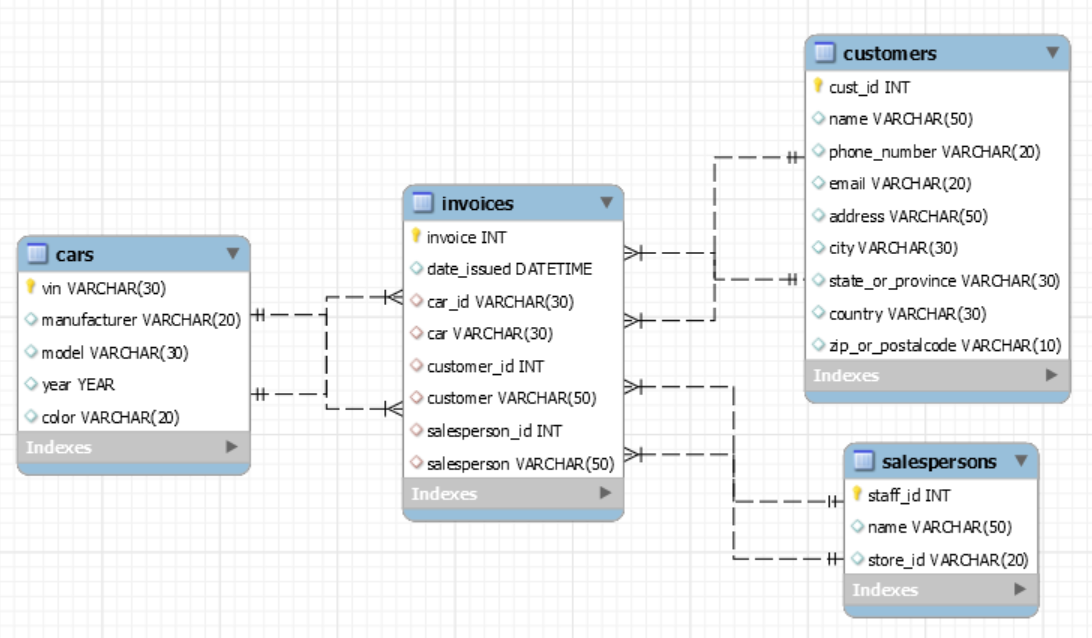 cars
vin VARCHAR(30)
manufacturer VARCHAR(20)
model VARCHAR(30)
year YEAR
color VARCHAR(20)
Indexes
invoices
invoice INT
date_issued DATETIME
car_id VARCHAR(30)
car VARCHAR(30)
customer_id INT
customer VARCHAR(50)
salesperson_id INT
salesperson VARCHAR(50)
Indexes
customers
cust_id INT
name VARCHAR(50)
phone_number VARCHAR(20)
email VARCHAR(20)
address VARCHAR(50)
city VARCHAR(30)
state_or_province VARCHAR(30)
country VARCHAR(30)
zip_or_postalcode VARCHAR(10)
Indexes
salespersons
staff_id INT
name VARCHAR(50)
store_id VARCHAR(20)
Indexes